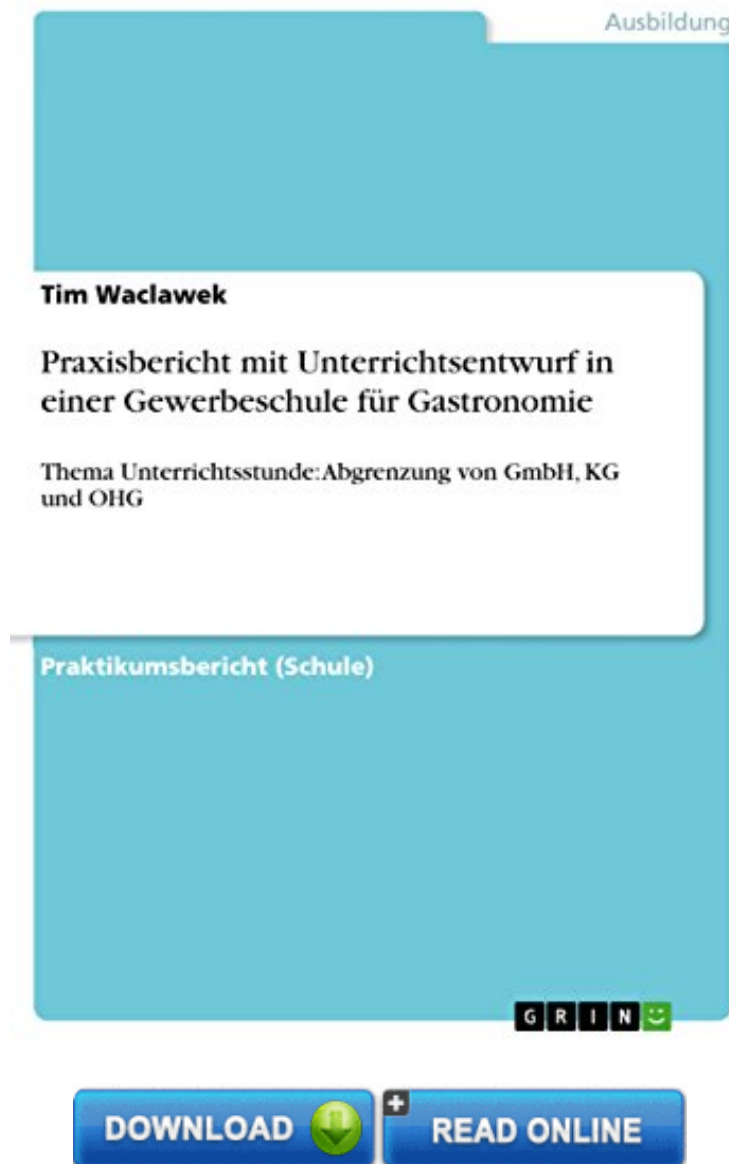 Ausbildung
Tim Waclawek
Praxisbericht mit Unterrichtsentwurf in
einer Gewerbeschule für Gastronomie
Thema Unterrichtsstunde: Abgrenzung von GmbH, KG
und OHG
Praktikumsbericht (Schule)
GRIN
DOWNLOAD
READ ONLINE